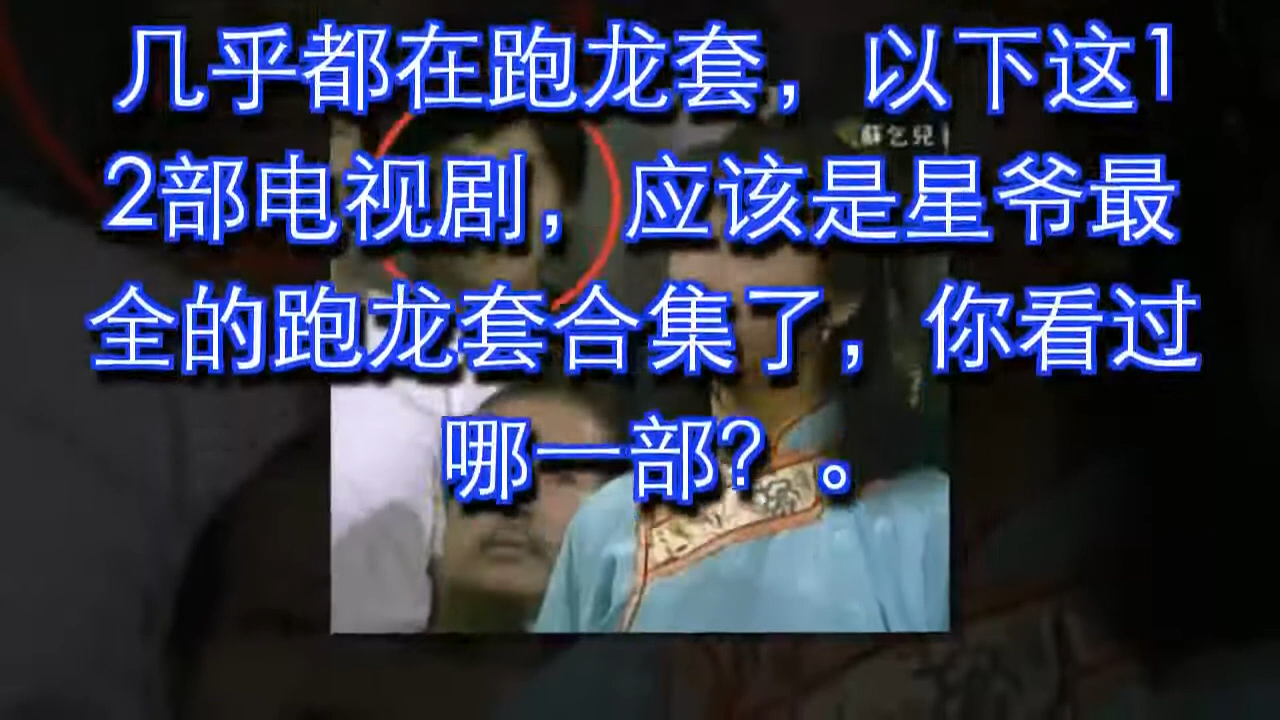 几乎都在跑龙套，以下这1
蘇乞兒
2部电视剧，应该是星爷最
全的跑龙套合集了，你看过
哪一部？。